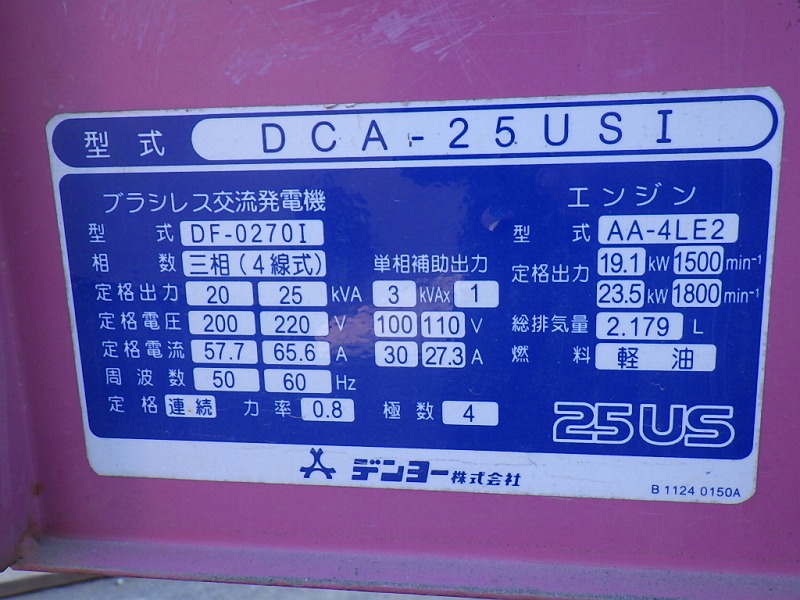 型式 DCA-25USI
ブラシレス交流発電機
型式 DF-0270I
相数 三相(4線式) 単相補助出力
定格出力 20 25 kVA 3 kVAx 1
定格電圧 200 220 V 100 110 V
定格電流 57.7 65.6 A 30 27.3 A
周波数 50 60 Hz
定格 連続 力率 0.8 極数 4
エンジン
型式 AA-4LE2
定格出力 19.1 kW 1500 min⁻¹
23.5 kW 1800 min⁻¹
総排気量 2.179 L
燃料 軽油
25US
デンヨー株式会社
B 1124 0150A